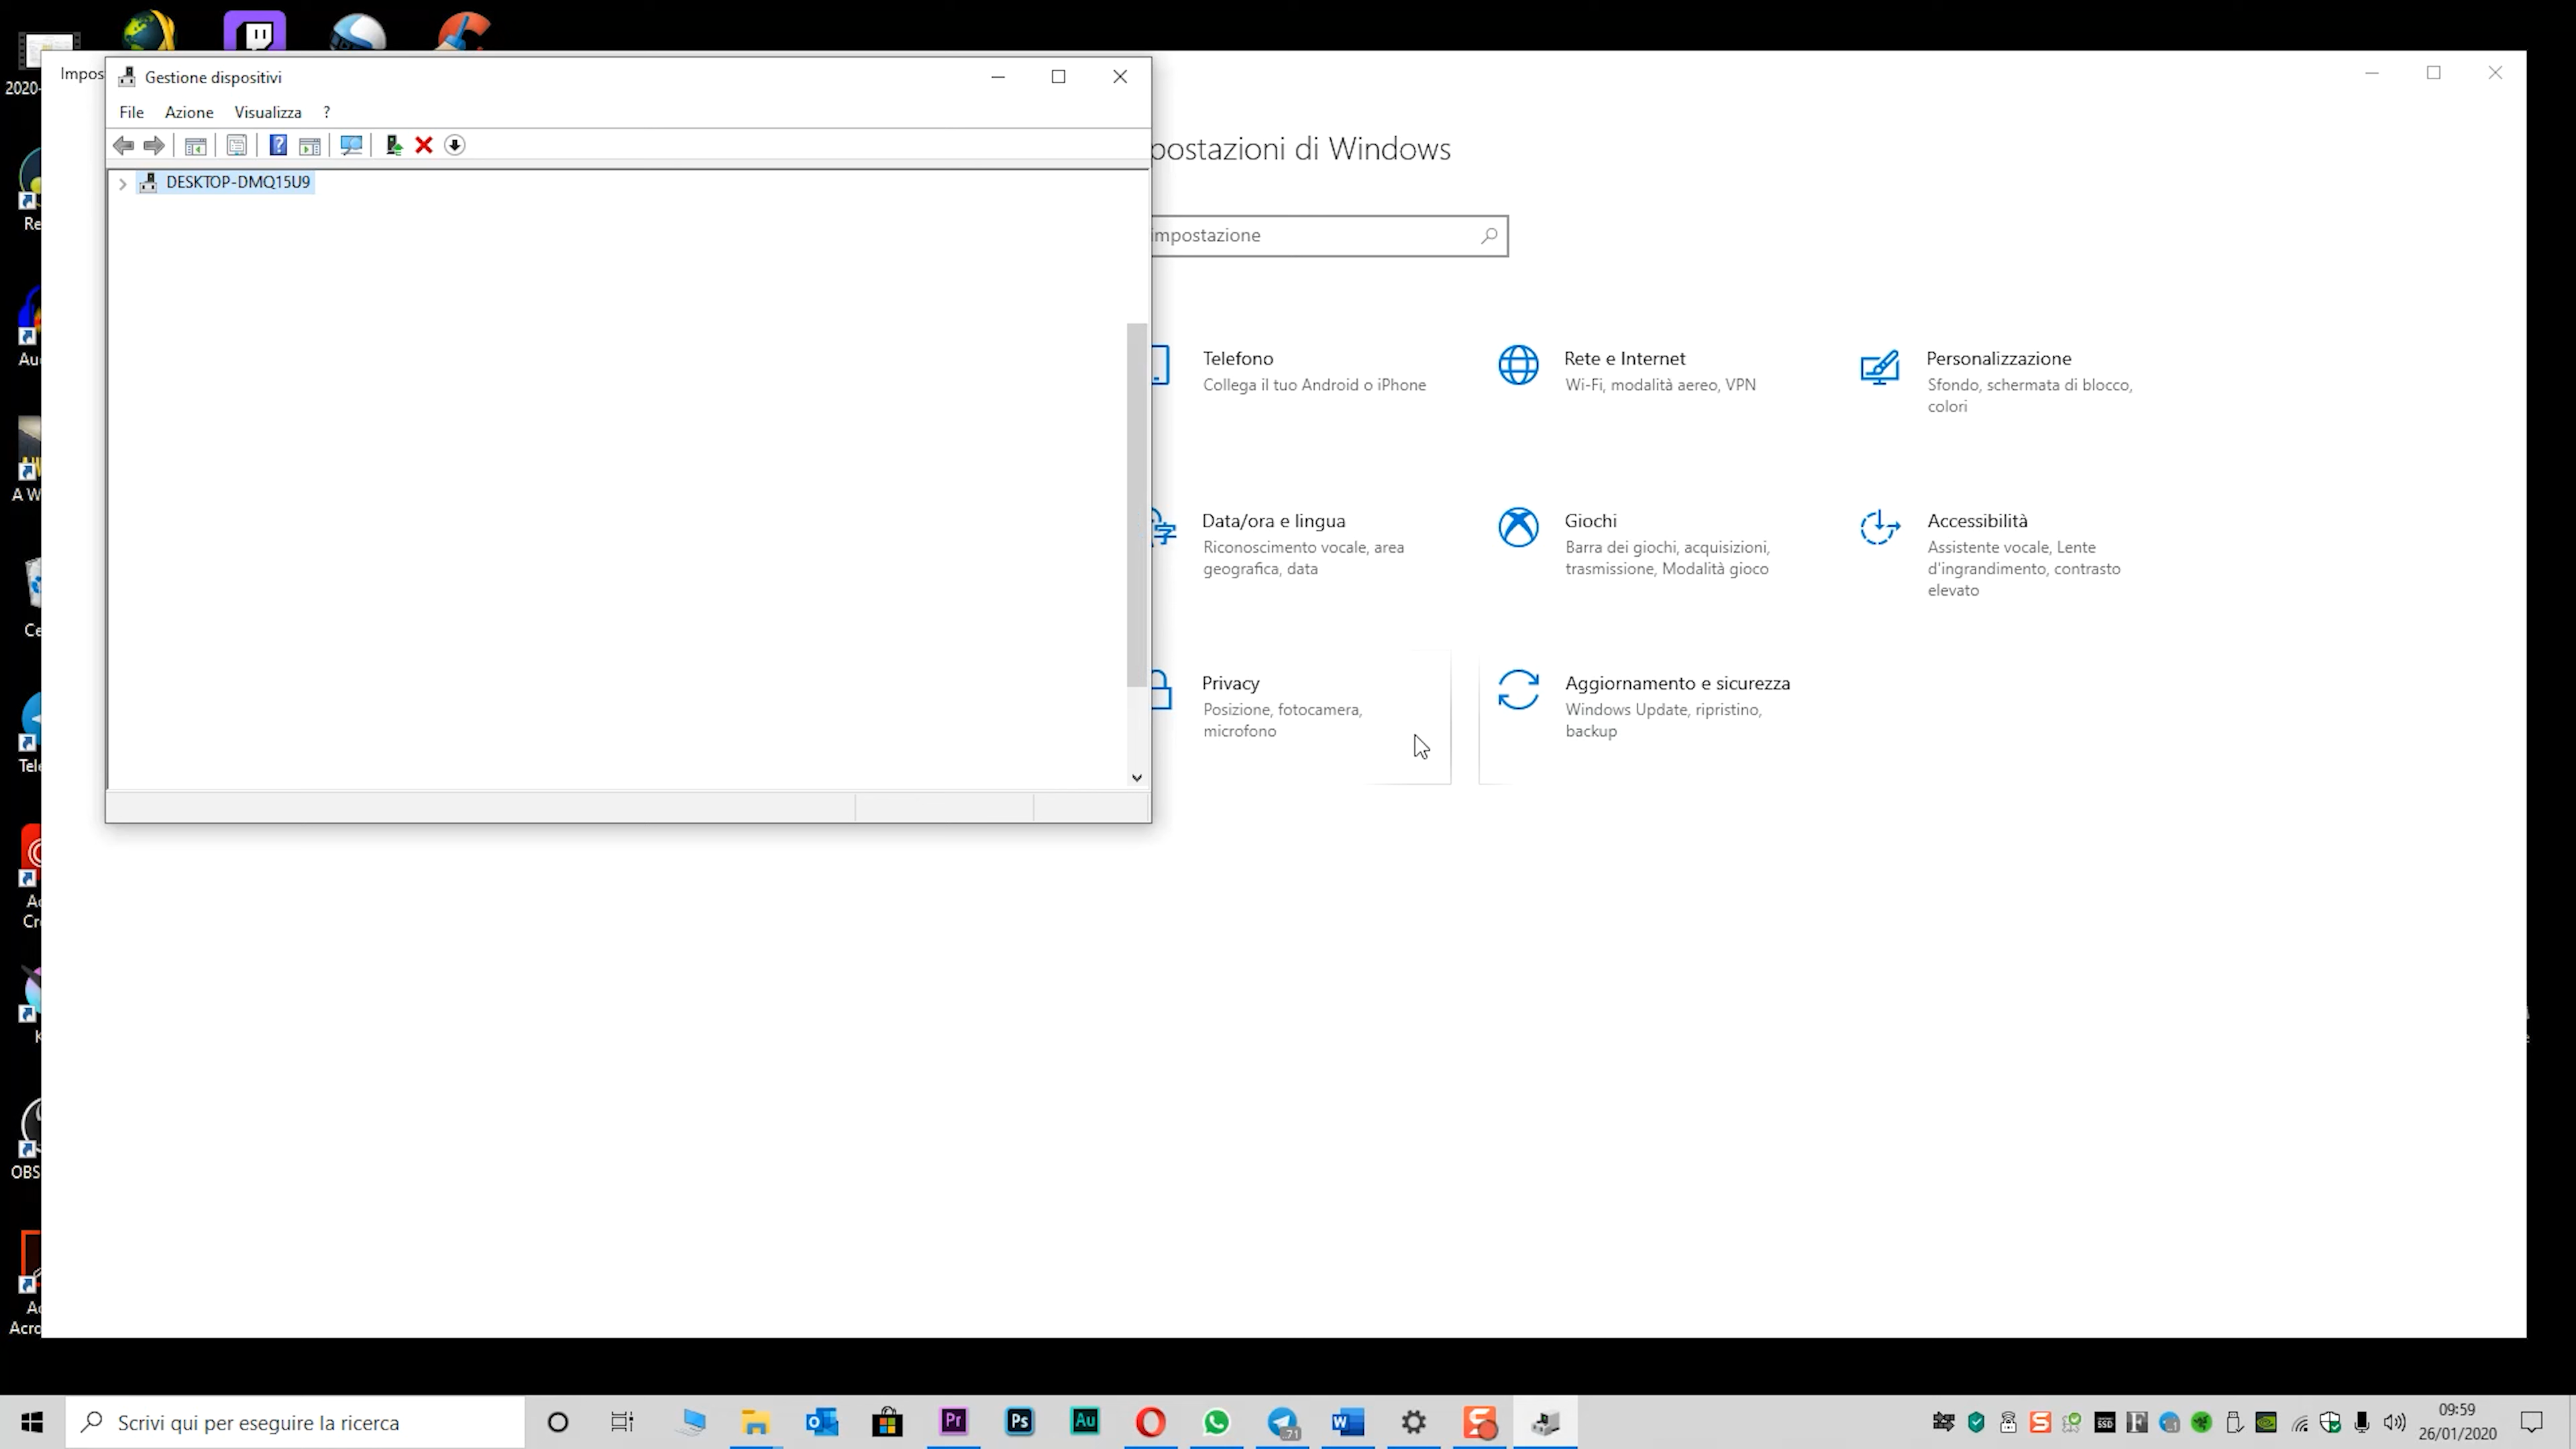 2020-
Impos
Gestione dispositivi
File Azione Visualizza ?
DESKTOP-DMQ15U9
postazioni di Windows
impostazione
Telefono
Collega il tuo Android o iPhone
Rete e Internet
Wi-Fi, modalità aereo, VPN
Personalizzazione
Sfondo, schermata di blocco,
colori
Data/ora e lingua
Riconoscimento vocale, area
geografica, data
Giochi
Barra dei giochi, acquisizioni,
trasmissione, Modalità gioco
Accessibilità
Assistente vocale, Lente
d'ingrandimento, contrasto
elevato
Privacy
Posizione, fotocamera,
microfono
Aggiornamento e sicurezza
Windows Update, ripristino,
backup
Re
Au
A W
Ce
Tel
A
Cr
K
OBS
A
Acro
Scrivi qui per eseguire la ricerca
Pr
Ps
Au
71
W
S
SSD
09:59
26/01/2020